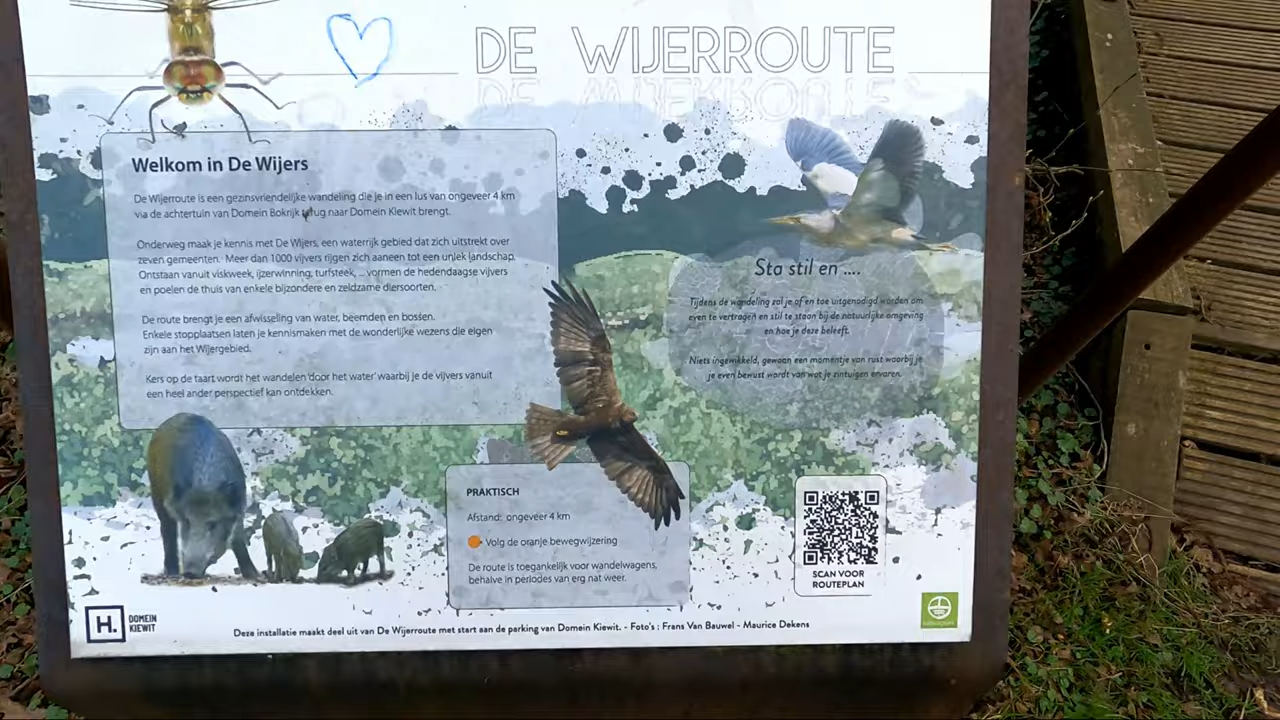 DE WIJERROUTE
Welkom in De Wijers
De Wijerroute is een gezinsvriendelijke wandeling die je in een lus van ongeveer 4 km
via de achtertuin van Domein Bokrijk terug naar Domein Kiewit brengt.
Onderweg maak je kennis met De Wijers, een waterrijk gebied dat zich uitstrekt over
zeven gemeenten. Meer dan 1000 vijvers rijgen zich aaneen tot een uniek landschap.
Ontstaan vanuit viskweek, ijzerwinning, turfsteek, ... vormen de hedendaagse vijvers
en poelen de thuis van enkele bijzondere en zeldzame diersoorten.
De route brengt je een afwisseling van water, beemden en bossen.
Enkele stopplaatsen laten je kennismaken met de wonderlijke wezens die eigen
zijn aan het Wijergebied.
Kers op de taart wordt het wandelen 'door het water' waarbij je de vijvers vanuit
een heel ander perspectief kan ontdekken.
Sta stil en ....
Tijdens de wandeling zal je af en toe uitgenodigd worden om
even te vertragen en stil te staan bij de natuurlijke omgeving
en hoe je deze beleeft.
Niets ingewikkeld, gewoon een momentje van rust waarbij
je even bewust wordt van wat je zintuigen ervaren.
PRAKTISCH
Afstand: ongeveer 4 km
Volg de oranje bewegwijzering
De route is toegankelijk voor wandelwagens,
behalve in periodes van erg nat weer.
SCAN VOOR
ROUTEPLAN
H. DOMEIN
KIEWIT
Deze installatie maakt deel uit van De Wijerroute met start aan de parking van Domein Kiewit. - Foto's : Frans Van Bauwel - Maurice Dekens